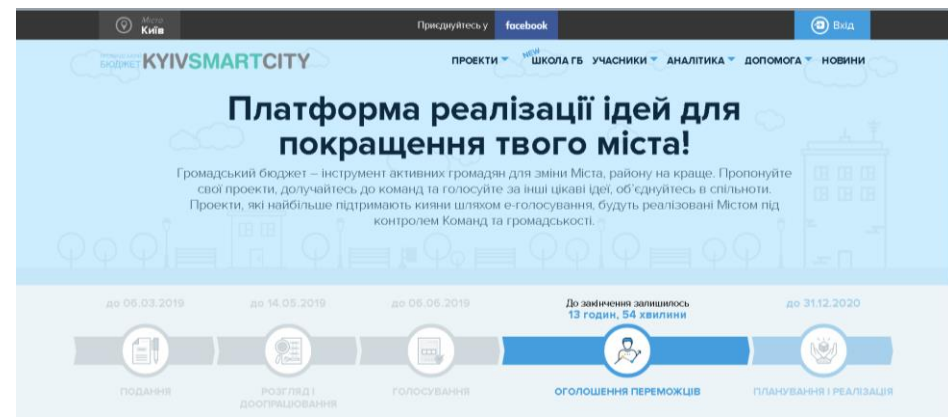 Місто
Київ
Приєднуйтесь у facebook
Вхід
ГРОМАДСЬКИЙ
БЮДЖЕТ KYIVSMARTCITY
ПРОЕКТИ NEW ШКОЛА ГБ УЧАСНИКИ АНАЛІТИКА ДОПОМОГА НОВИНИ
Платформа реалізації ідей для
покращення твого міста!
Громадський бюджет – інструмент активних громадян для зміни Міста, району на краще. Пропонуйте
свої проекти, долучайтесь до команд та голосуйте за інші цікаві ідеї, об'єднуйтесь в спільноти.
Проекти, які найбільше підтримають кияни шляхом е-голосування, будуть реалізовані Містом під
контролем Команд та громадськості.
до 06.03.2019 до 14.05.2019 до 06.06.2019 До закінчення залишилось до 31.12.2020
13 годин, 54 хвилини
ПОДАННЯ РОЗГЛЯД І ГОЛОСУВАННЯ ОГОЛОШЕННЯ ПЕРЕМОЖЦІВ ПЛАНУВАННЯ І РЕАЛІЗАЦІЯ
ДООПРАЦЮВАННЯ